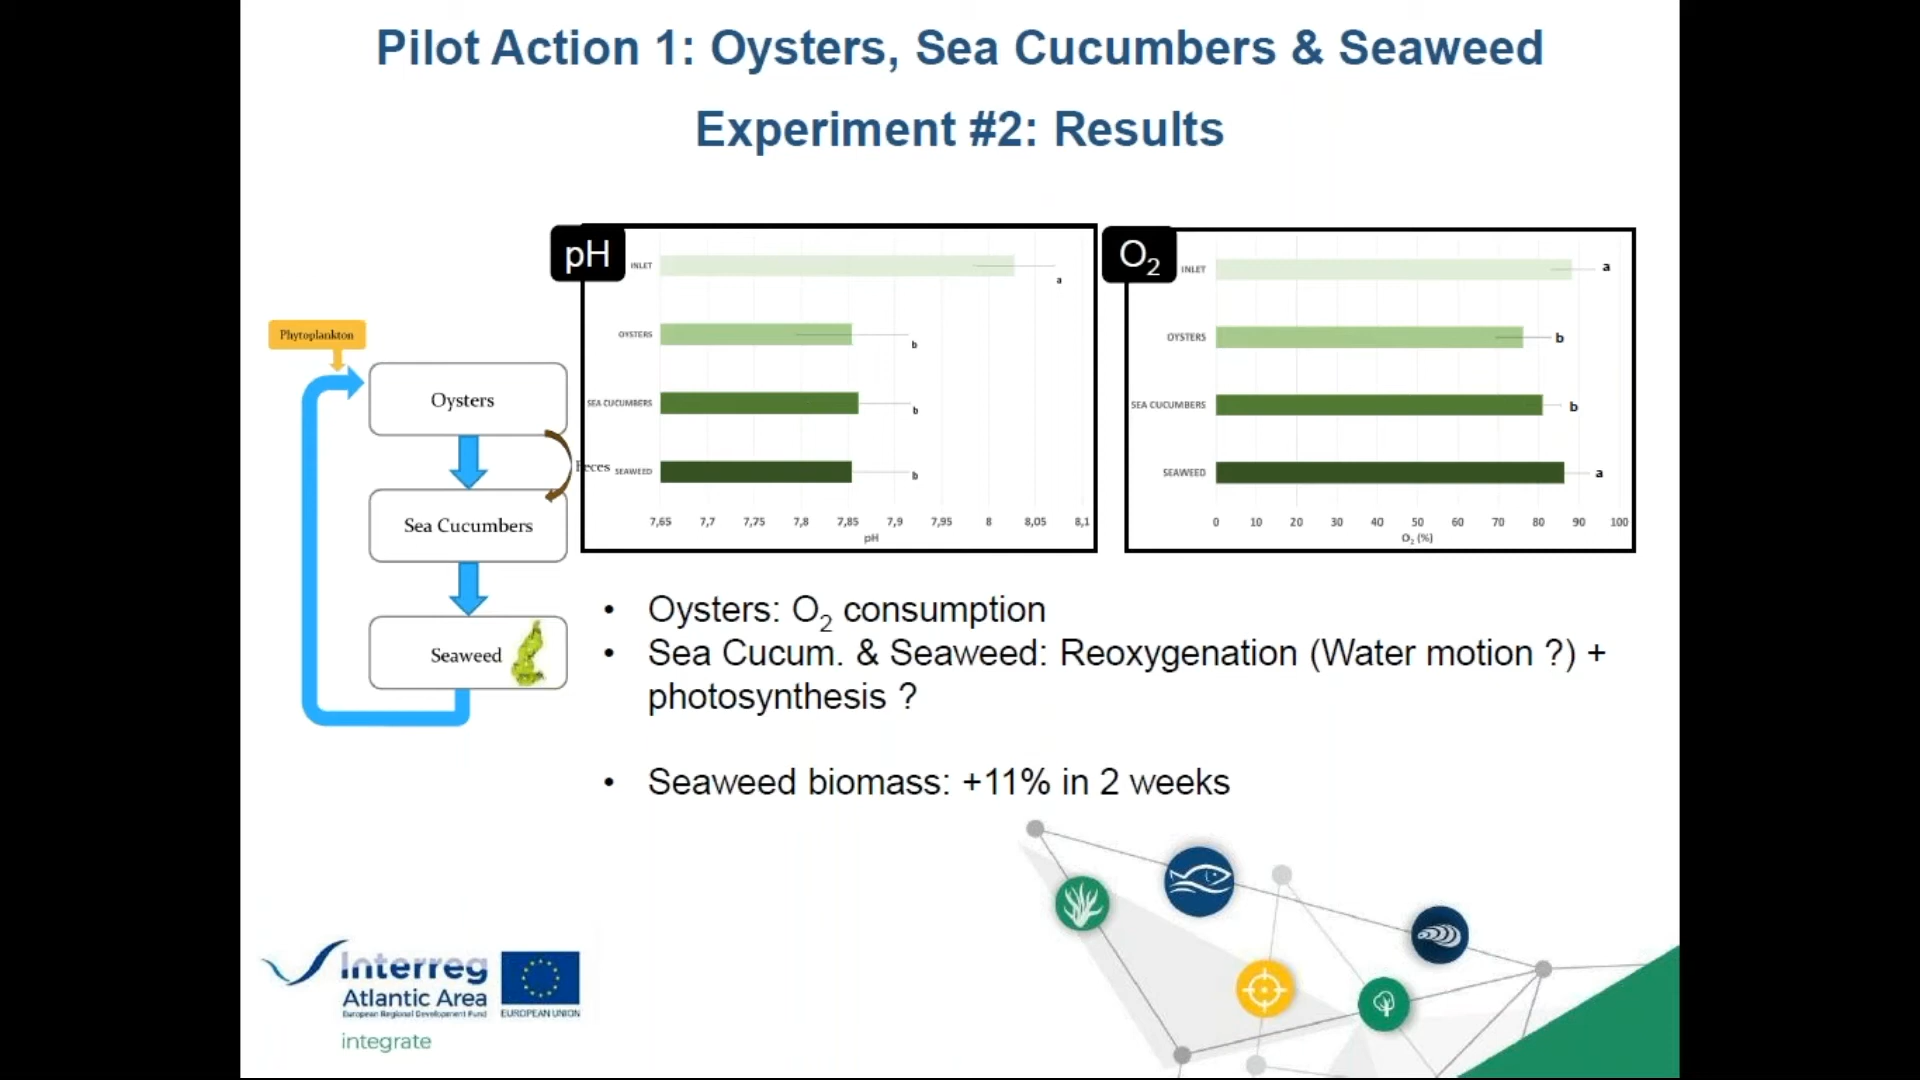 Pilot Action 1: Oysters, Sea Cucumbers & Seaweed
Experiment #2: Results
pH
INLET
a
OYSTERS
b
SEA CUCUMBERS
b
SEAWEED
b
7,65 7,7 7,75 7,8 7,85 7,9 7,95 8 8,05 8,1
pH
O2
INLET
a
OYSTERS
b
SEA CUCUMBERS
b
SEAWEED
a
0 10 20 30 40 50 60 70 80 90 100
O2 (%)
Phytoplankton
Oysters
Sea Cucumbers
Seaweed
• Oysters: O2 consumption
• Sea Cucum. & Seaweed: Reoxygenation (Water motion ?) +
photosynthesis ?
• Seaweed biomass: +11% in 2 weeks
Interreg
Atlantic Area
European Regional Development Fund
EUROPEAN UNION
integrate